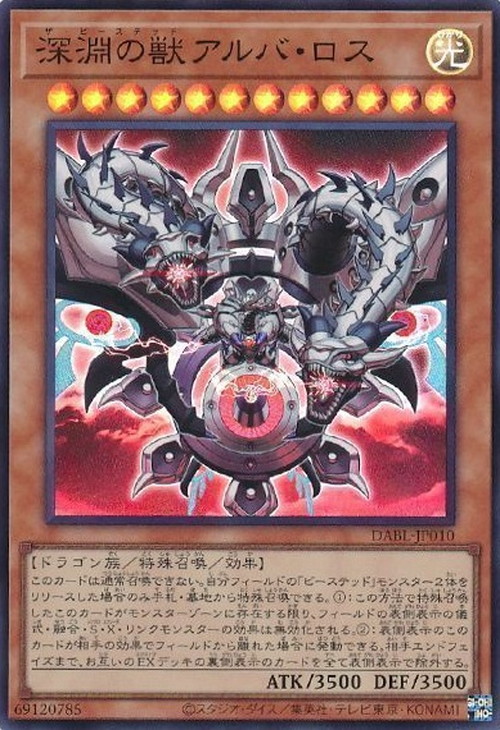 ザ ビーステッド
深淵の獣アルバ・ロス
光
DABL-JP010
【ドラゴン族/特殊召喚/効果】
このカードは通常召喚できない。自分フィールドの「ビーステッド」モンスター2体を
リリースした場合のみ手札・墓地から特殊召喚できる。①:この方法で特殊召喚
したこのカードがモンスターゾーンに存在する限り、フィールドの表側表示の儀
式・融合・S・X・リンクモンスターの効果は無効化される。②:表側表示のこの
カードが相手の効果でフィールドから離れた場合に発動できる。相手エンドフェ
イズまで、お互いのEXデッキの裏側表示のカードを全て表側表示で除外する。
ATK/3500 DEF/3500
69120785
©スタジオ・ダイス/集英社・テレビ東京・KONAMI